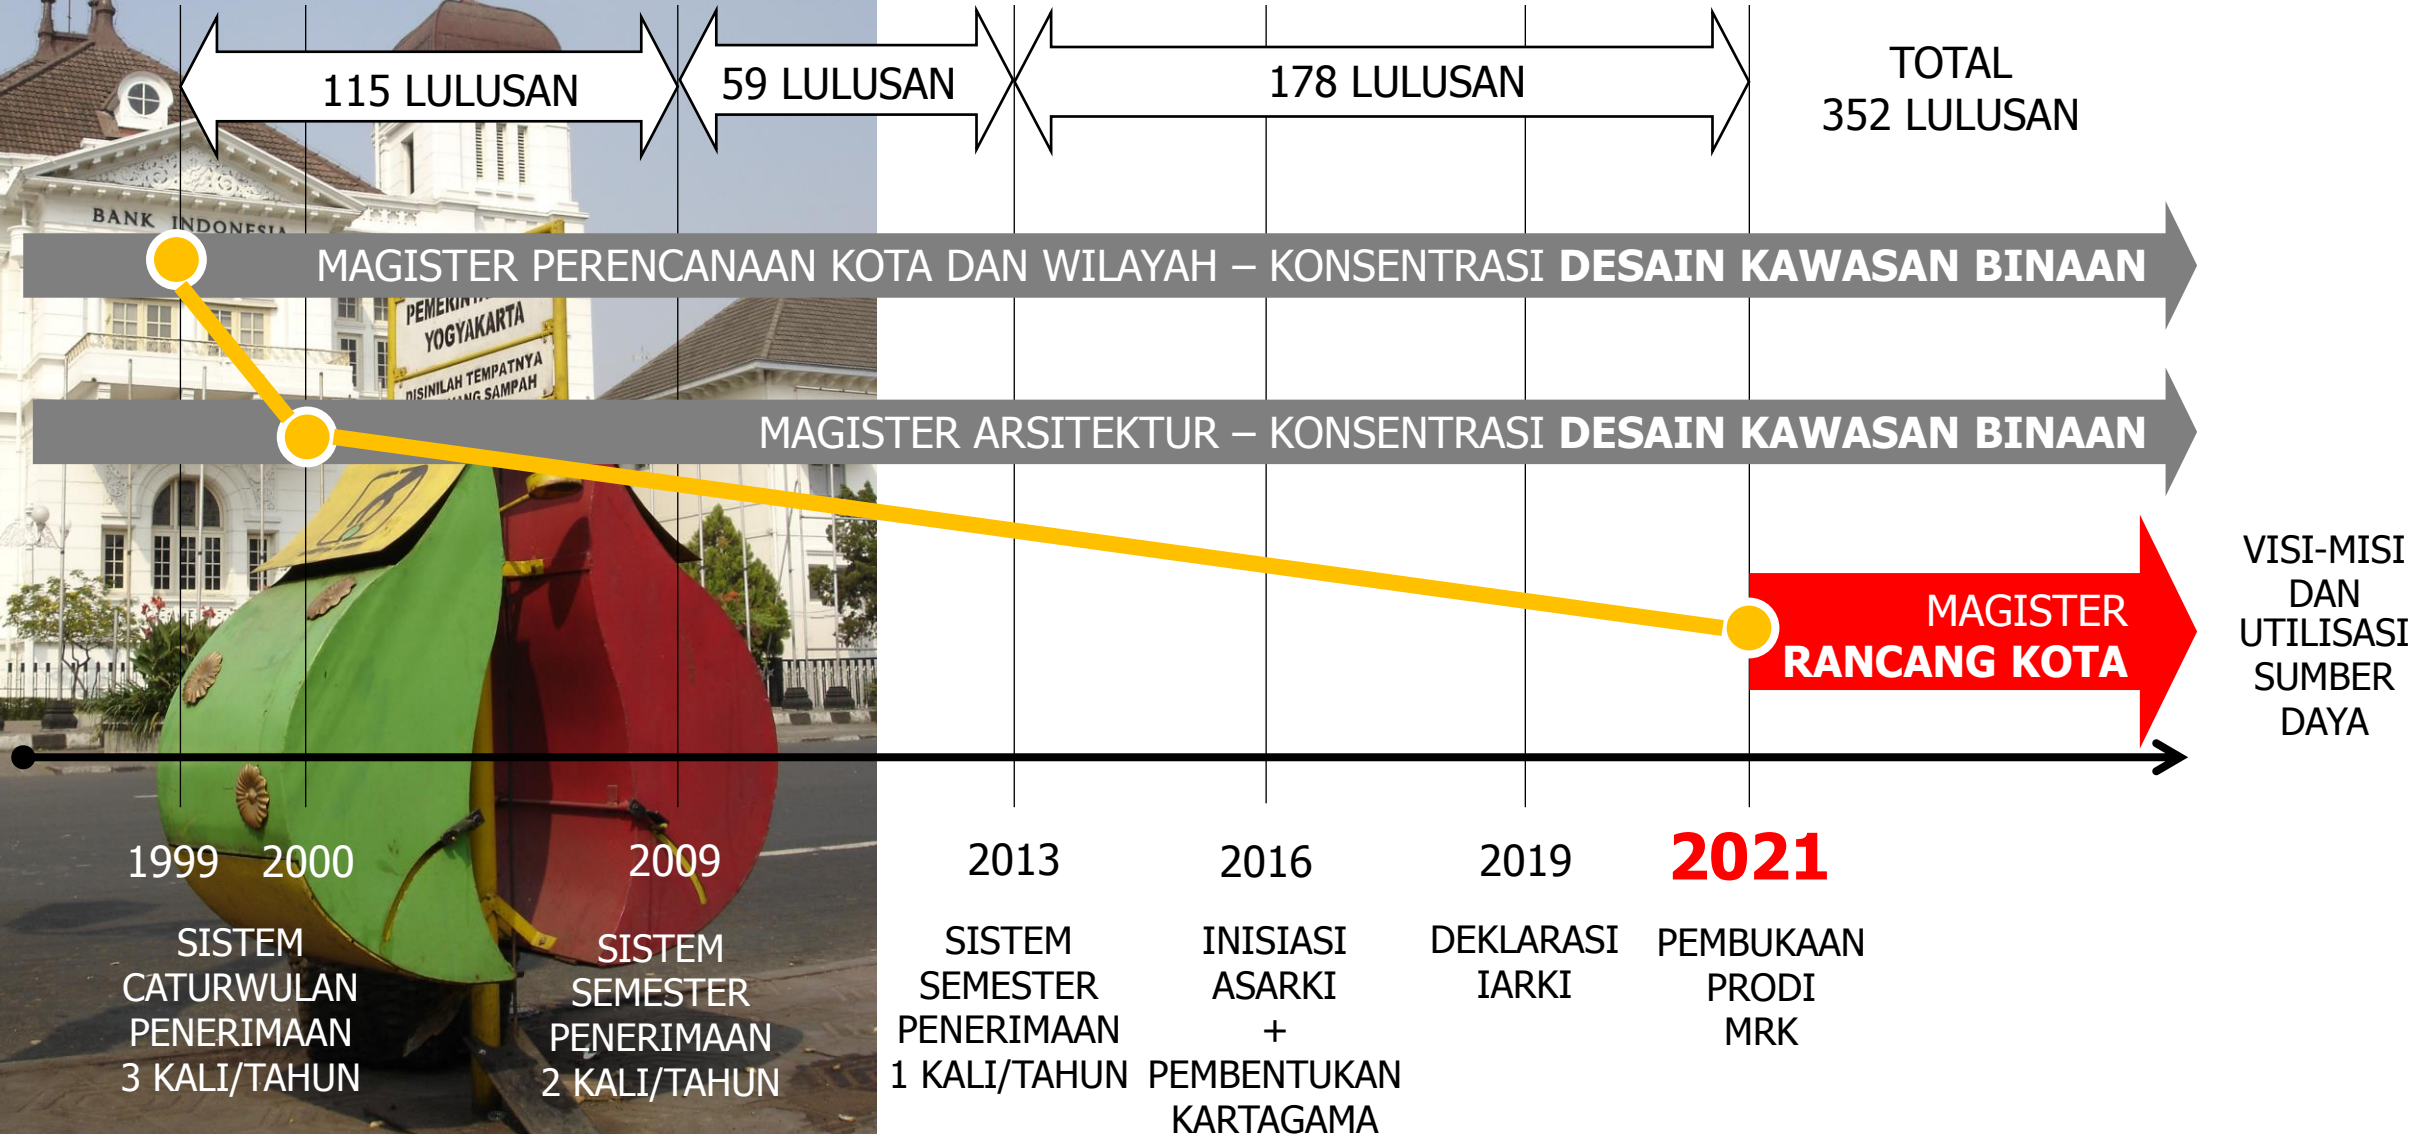 115 LULUSAN
59 LULUSAN
178 LULUSAN
TOTAL
352 LULUSAN
BANK INDONESIA
MAGISTER PERENCANAAN KOTA DAN WILAYAH – KONSENTRASI DESAIN KAWASAN BINAAN
YOGYAKARTA
DISINILAH TEMPATNYA
SAMPAH
MAGISTER ARSITEKTUR – KONSENTRASI DESAIN KAWASAN BINAAN
MAGISTER
RANCANG KOTA
VISI-MISI
DAN
UTILISASI
SUMBER
DAYA
1999
SISTEM
CATURWULAN
PENERIMAAN
3 KALI/TAHUN
2000
2009
SISTEM
SEMESTER
PENERIMAAN
2 KALI/TAHUN
2013
SISTEM
SEMESTER
PENERIMAAN
1 KALI/TAHUN
2016
INISIASI
ASARKI
+
PEMBENTUKAN
KARTAGAMA
2019
DEKLARASI
IARKI
2021
PEMBUKAAN
PRODI
MRK